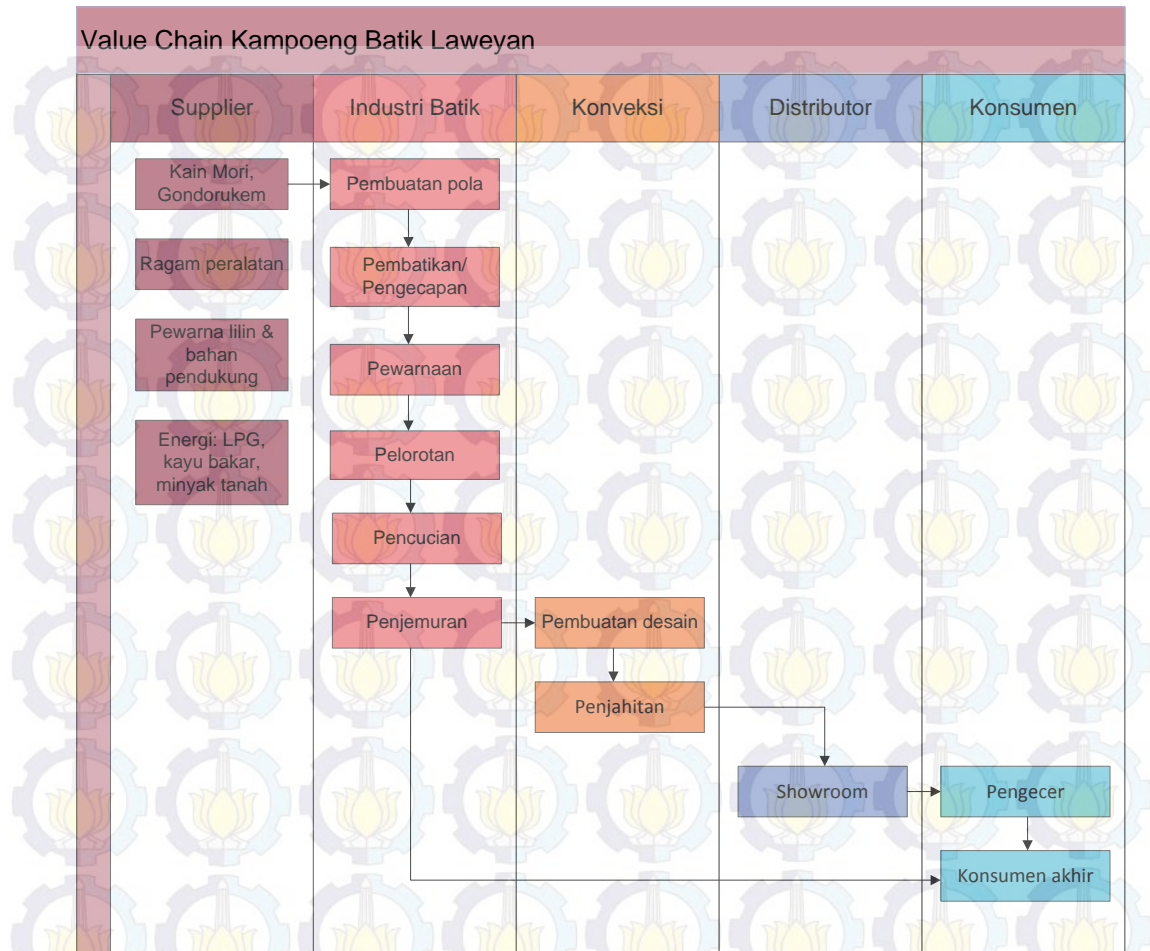 Value Chain Kampoeng Batik Laweyan
Supplier
Industri Batik
Konveksi
Distributor
Konsumen
Kain Mori,
Gondorukem
Pembuatan pola
Ragam peralatan
Pembatikan/
Pengecapan
Pewarna lilin &
bahan
pendukung
Pewarnaan
Energi: LPG,
kayu bakar,
minyak tanah
Pelorotan
Pencucian
Penjemuran
Pembuatan desain
Penjahitan
Showroom
Pengecer
Konsumen akhir